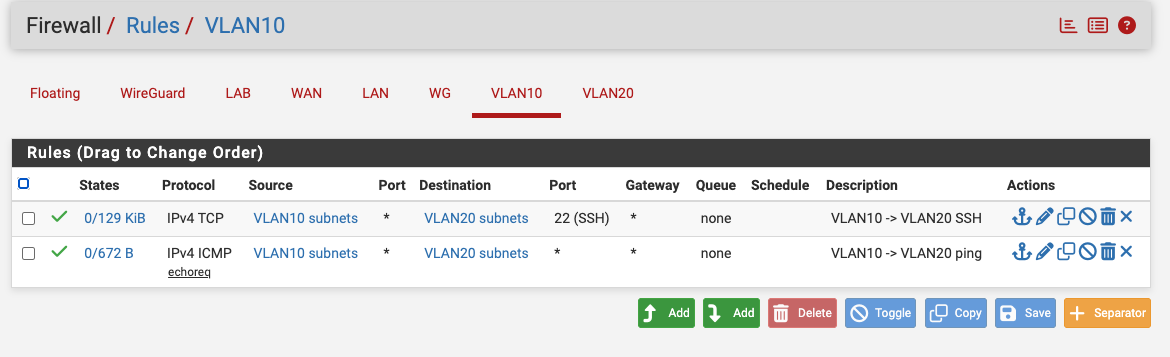 Firewall / Rules / VLAN10
Floating WireGuard LAB WAN LAN WG VLAN10 VLAN20
Rules (Drag to Change Order)
States Protocol Source Port Destination Port Gateway Queue Schedule Description Actions
0/129 KiB IPv4 TCP VLAN10 subnets * VLAN20 subnets 22 (SSH) * none VLAN10 -> VLAN20 SSH
0/672 B IPv4 ICMP VLAN10 subnets * VLAN20 subnets * * none VLAN10 -> VLAN20 ping
echoreq
Add Add Delete Toggle Copy Save Separator